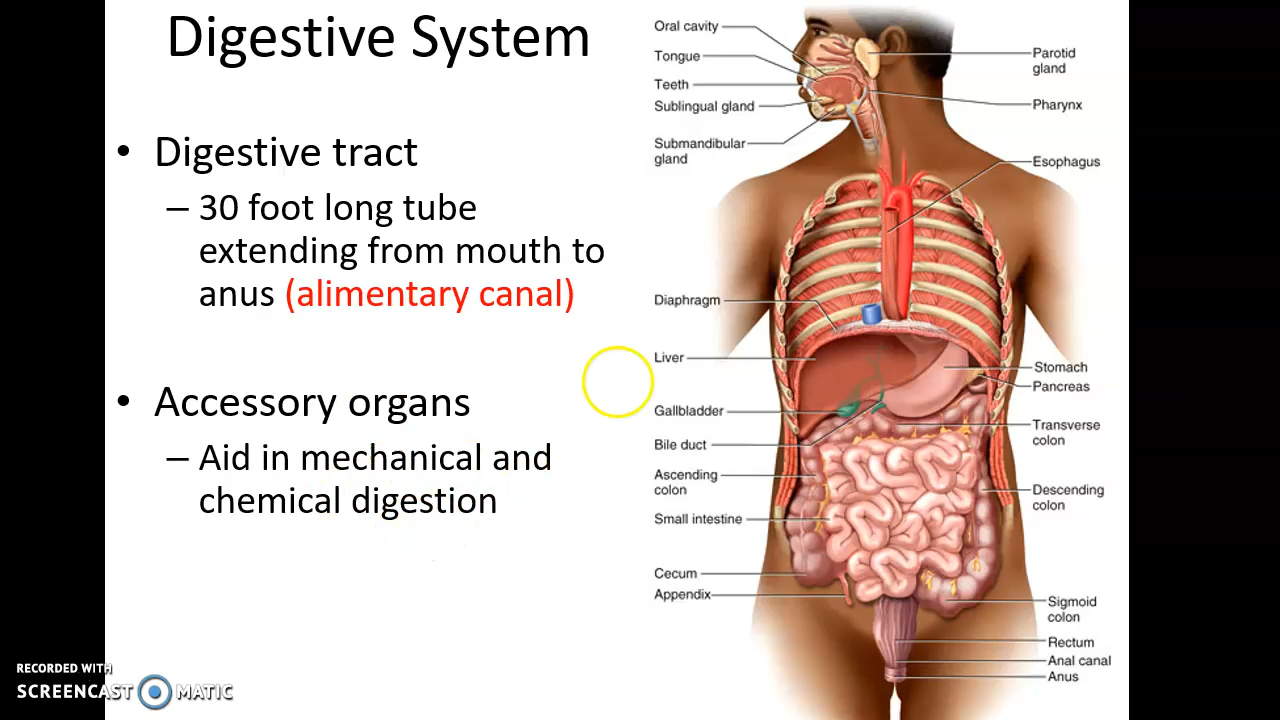 Digestive System
• Digestive tract
– 30 foot long tube
extending from mouth to
anus (alimentary canal)
• Accessory organs
– Aid in mechanical and
chemical digestion
Oral cavity
Tongue
Teeth
Sublingual gland
Submandibular
gland
Diaphragm
Liver
Gallbladder
Bile duct
Ascending
colon
Small intestine
Cecum
Appendix
Parotid
gland
Pharynx
Esophagus
Stomach
Pancreas
Transverse
colon
Descending
colon
Sigmoid
colon
Rectum
Anal canal
Anus
RECORDED WITH
SCREENCAST MATIC